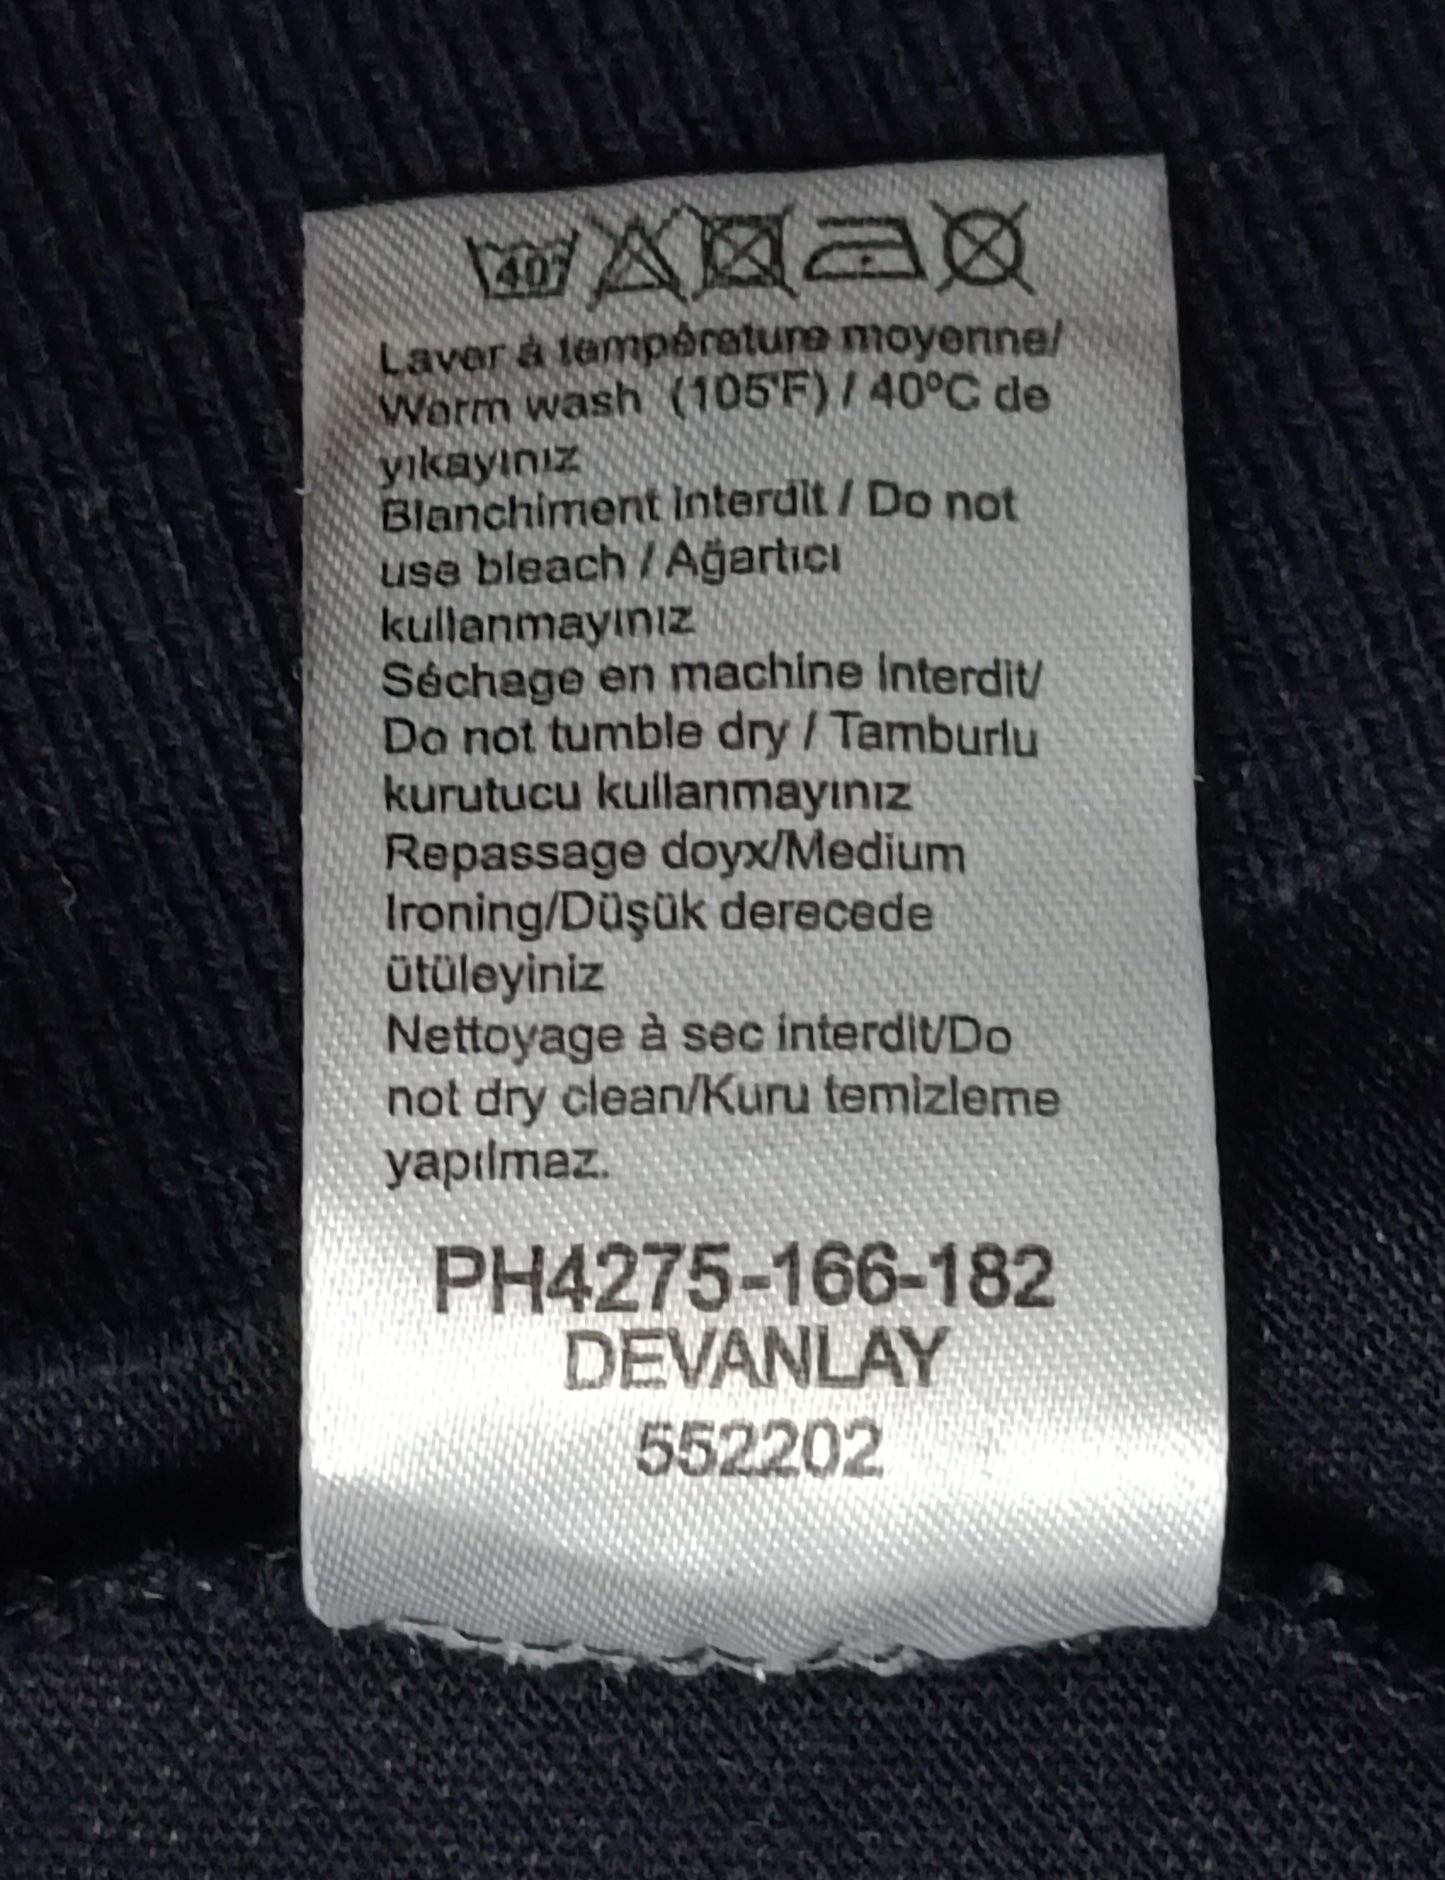 40
Laver à température moyenne/
Warm wash (105°F) / 40°C de
yıkayınız
Blanchiment interdit / Do not
use bleach / Ağartıcı
kullanmayınız
Séchage en machine interdit/
Do not tumble dry / Tamburlu
kurutucu kullanmayınız
Repassage doyx/Medium
Ironing/Düşük derecede
ütüleyiniz
Nettoyage à sec interdit/Do
not dry clean/Kuru temizleme
yapılmaz.
PH4275-166-182
DEVANLAY
552202